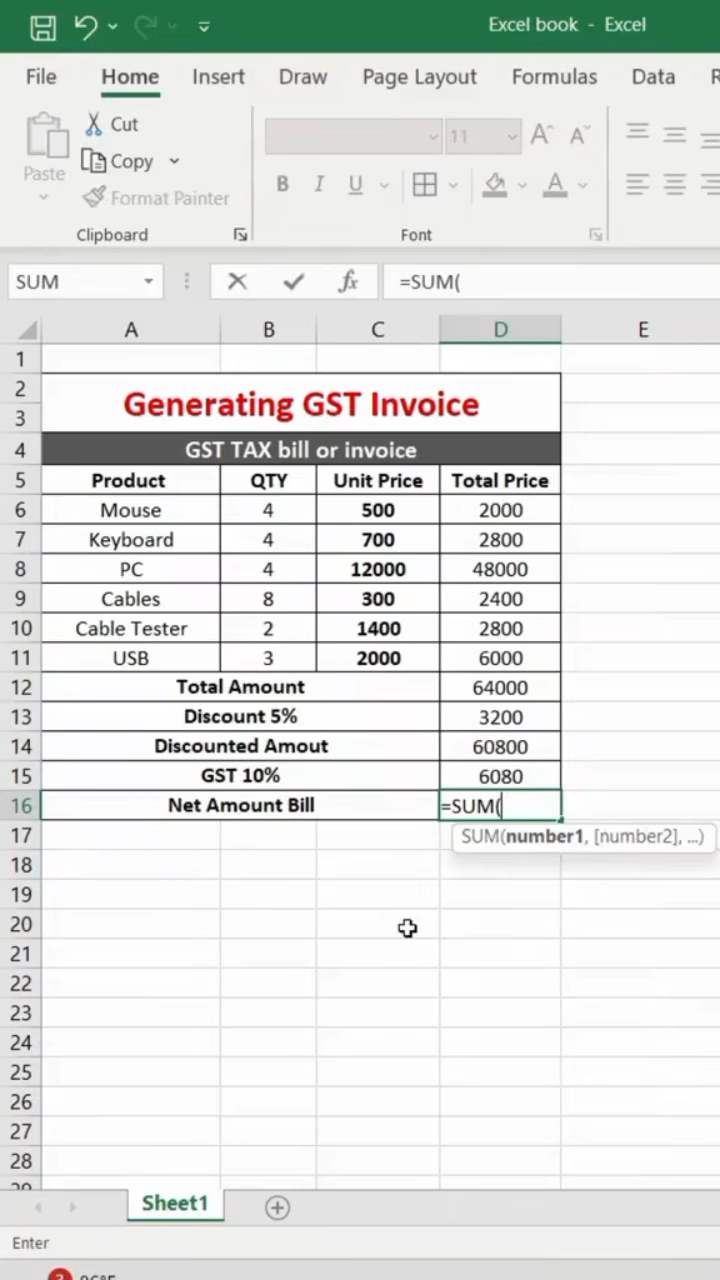 Excel book - Excel
File Home Insert Draw Page Layout Formulas Data
Paste Cut Copy Format Painter
11 A A
B I U A
Clipboard Font
SUM fx =SUM(
A B C D E
1
2 Generating GST Invoice
3
4 GST TAX bill or invoice
5 Product QTY Unit Price Total Price
6 Mouse 4 500 2000
7 Keyboard 4 700 2800
8 PC 4 12000 48000
9 Cables 8 300 2400
10 Cable Tester 2 1400 2800
11 USB 3 2000 6000
12 Total Amount 64000
13 Discount 5% 3200
14 Discounted Amout 60800
15 GST 10% 6080
16 Net Amount Bill =SUM(
17 SUM(number1, [number2], ...)
18
19
20
21
22
23
24
25
26
27
28
Sheet1
Enter